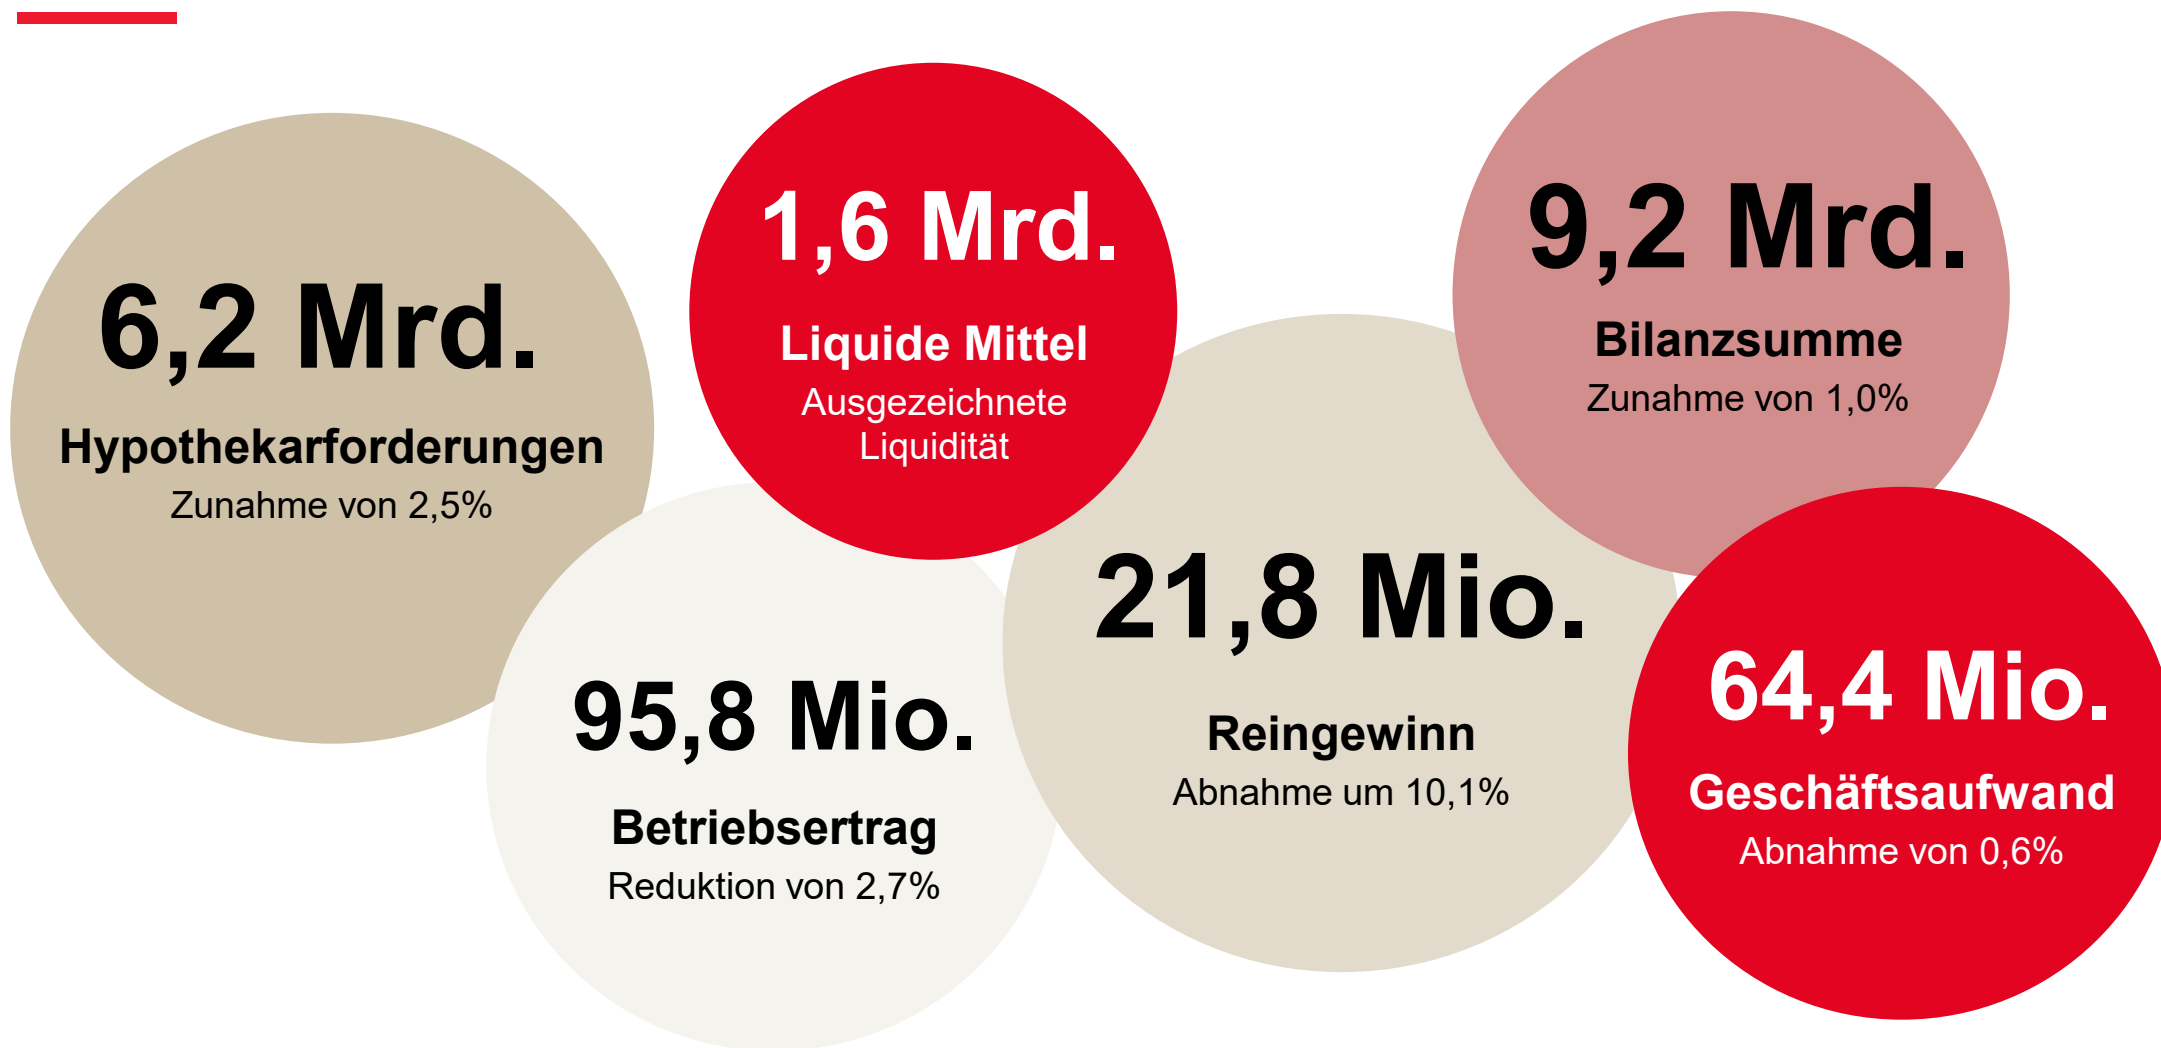 6,2 Mrd.
Hypothekarforderungen
Zunahme von 2,5%
1,6 Mrd.
Liquide Mittel
Ausgezeichnete
Liquidität
9,2 Mrd.
Bilanzsumme
Zunahme von 1,0%
95,8 Mio.
Betriebsertrag
Reduktion von 2,7%
21,8 Mio.
Reingewinn
Abnahme um 10,1%
64,4 Mio.
Geschäftsaufwand
Abnahme von 0,6%